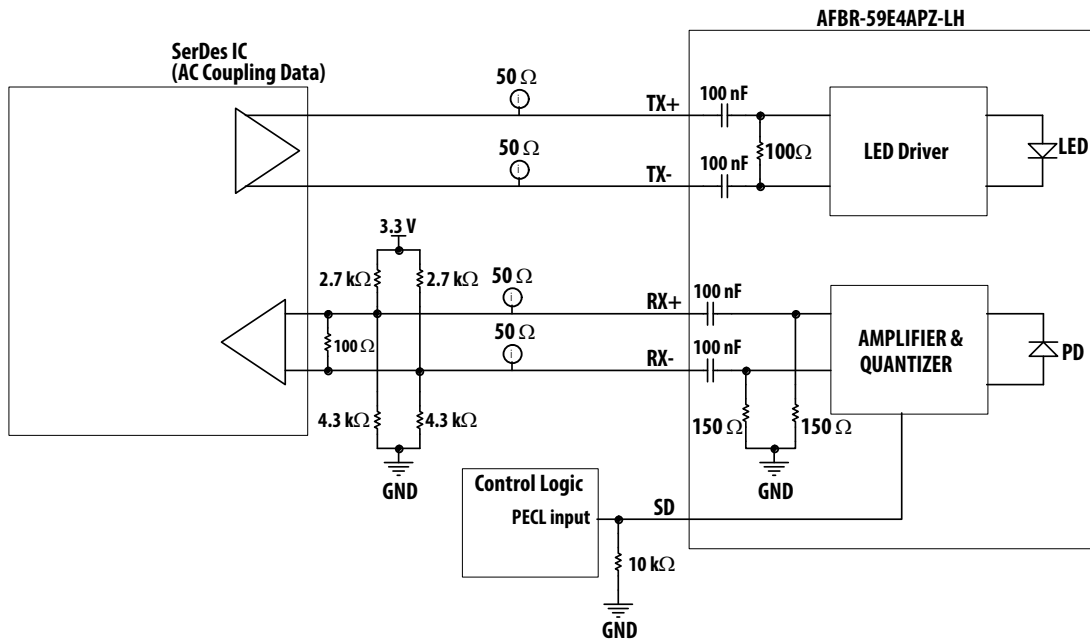 AFBR-59E4APZ-LH
SerDes IC
(AC Coupling Data)
50 Ω
TX+
100 nF
50 Ω
TX-
100 nF
100Ω
LED Driver
LED
3.3 V
2.7 kΩ
2.7 kΩ
50 Ω
RX+
100 nF
100Ω
50 Ω
RX-
100 nF
AMPLIFIER &
QUANTIZER
PD
4.3 kΩ
4.3 kΩ
150 Ω
150 Ω
GND
GND
Control Logic
PECL input
SD
10 kΩ
GND